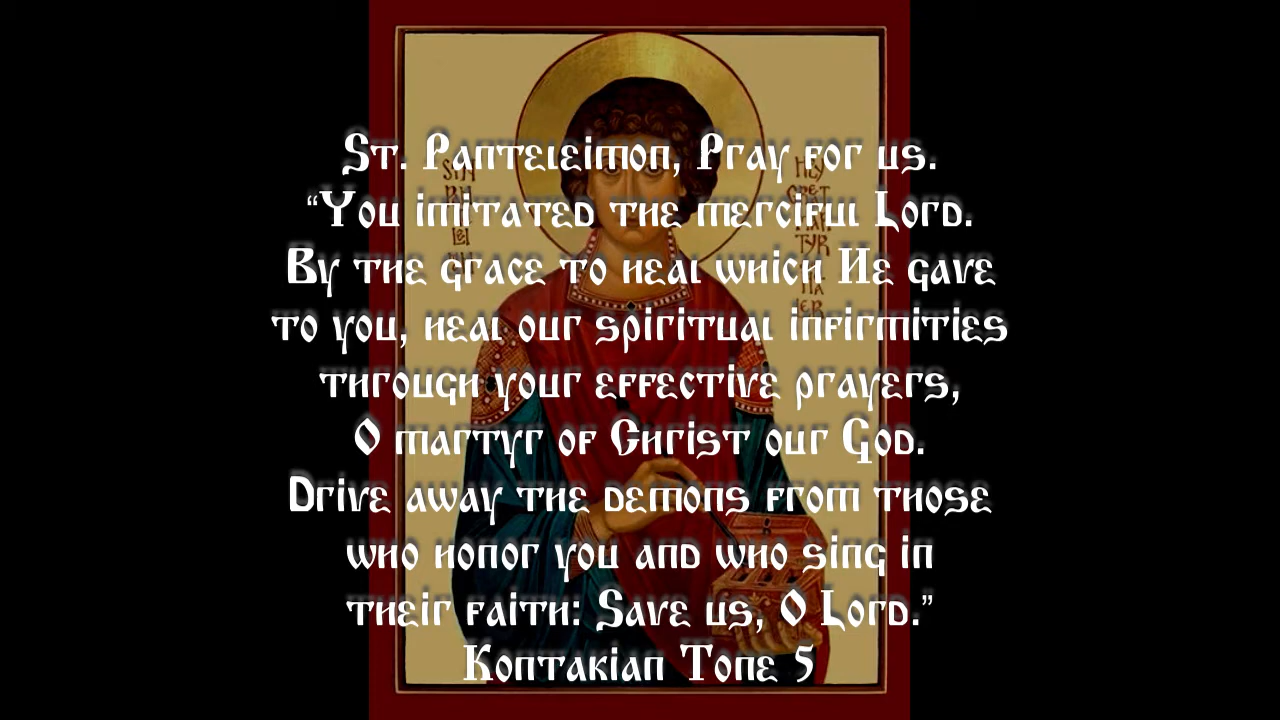 St. Panteleimon, Pray for us.
“You imitated the merciful Lord.
By the grace to heal which He gave
to you, heal our spiritual infirmities
through your effective prayers,
O martyr of Christ our God.
Drive away the demons from those
who honor you and who sing in
their faith: Save us, O Lord.”
Kontakian Tone 5